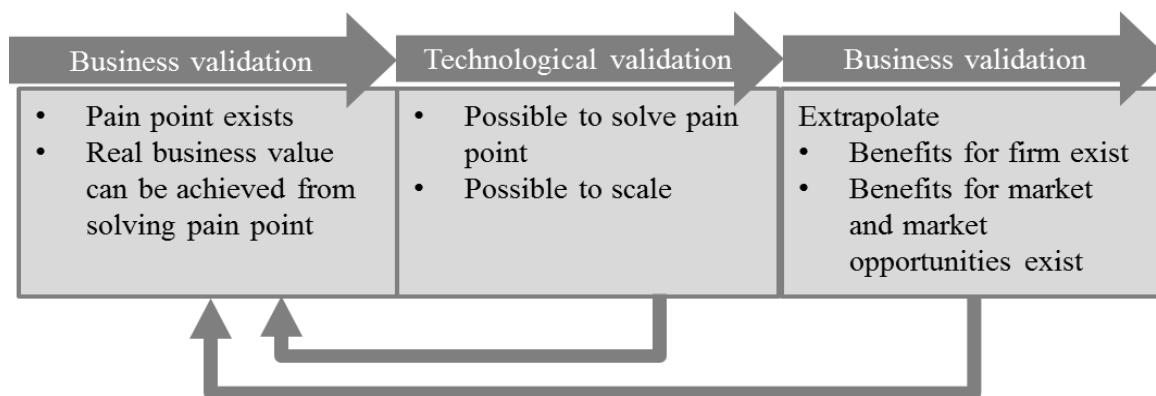 Business validation
Technological validation
Business validation
• Pain point exists
• Real business value
can be achieved from
solving pain point
• Possible to solve pain
point
• Possible to scale
Extrapolate
• Benefits for firm exist
• Benefits for market
and market
opportunities exist